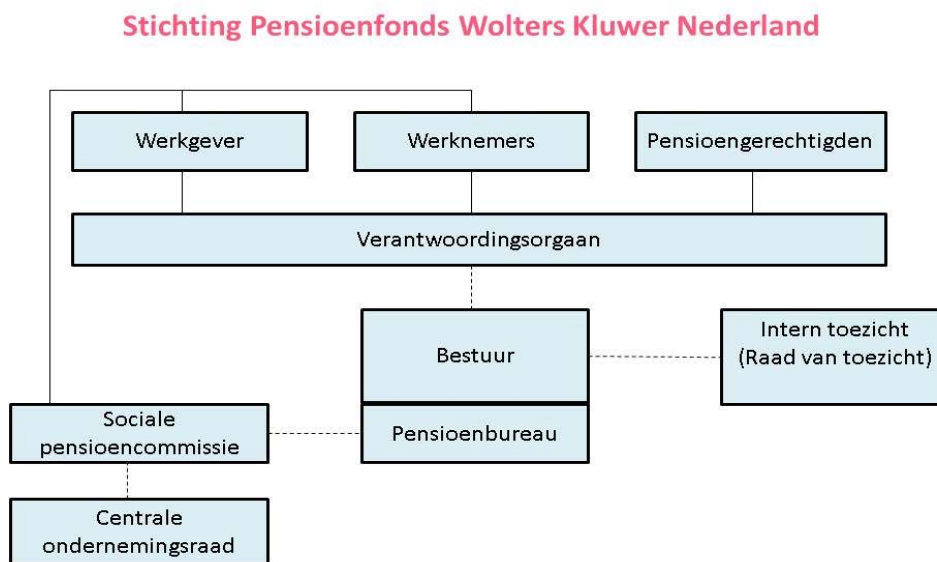 Stichting Pensioenfonds Wolters Kluwer Nederland
Werkgever
Werknemers
Pensioengerechtigden
Verantwoordingsorgaan
Bestuur
Intern toezicht
(Raad van toezicht)
Sociale
pensioencommissie
Pensioenbureau
Centrale
ondernemingsraad